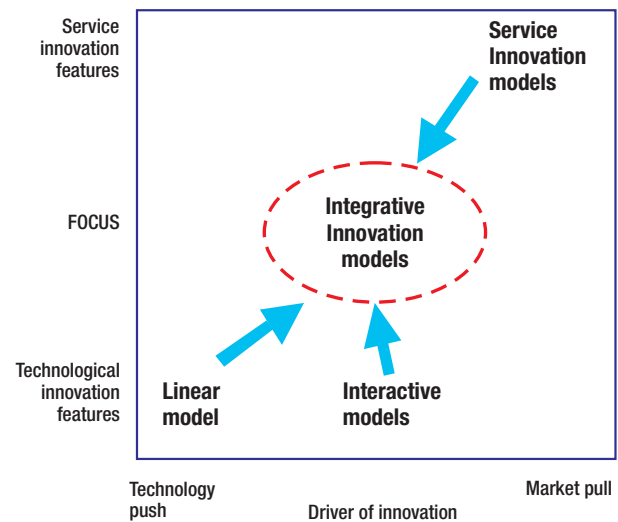 Service
innovation
features
Service
Innovation
models
FOCUS
Integrative
Innovation
models
Technological
innovation
features
Linear
model
Interactive
models
Technology
push
Driver of innovation
Market pull